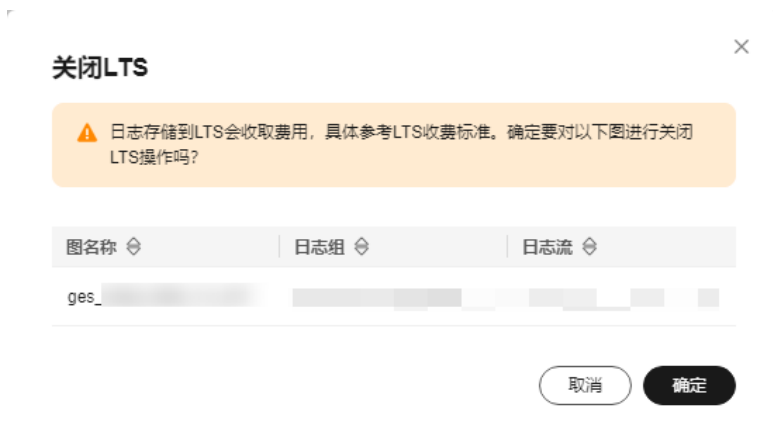 关闭LTS
日志存储到LTS会收取费用，具体参考LTS收费标准。确定要对以下图进行关闭
LTS操作吗？
图名称 日志组 日志流
ges_
取消 确定